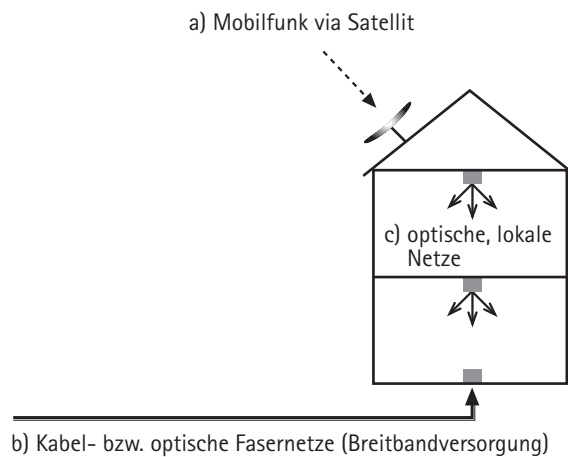 a) Mobilfunk via Satellit
c) optische, lokale
Netze
b) Kabel- bzw. optische Fasernetze (Breitbandversorgung)